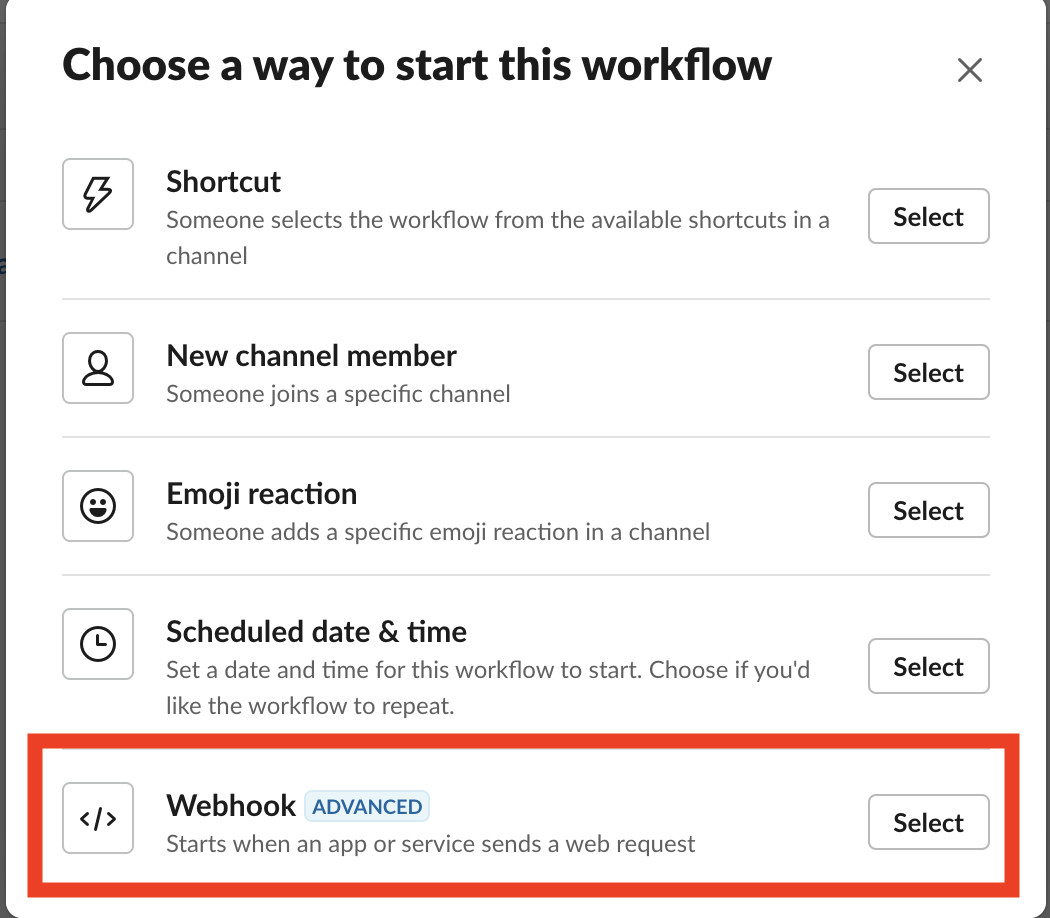 Choose a way to start this workflow
Shortcut
Someone selects the workflow from the available shortcuts in a
channel
Select
New channel member
Someone joins a specific channel
Select
Emoji reaction
Someone adds a specific emoji reaction in a channel
Select
Scheduled date & time
Set a date and time for this workflow to start. Choose if you'd
like the workflow to repeat.
Select
</> Webhook ADVANCED
Starts when an app or service sends a web request
Select